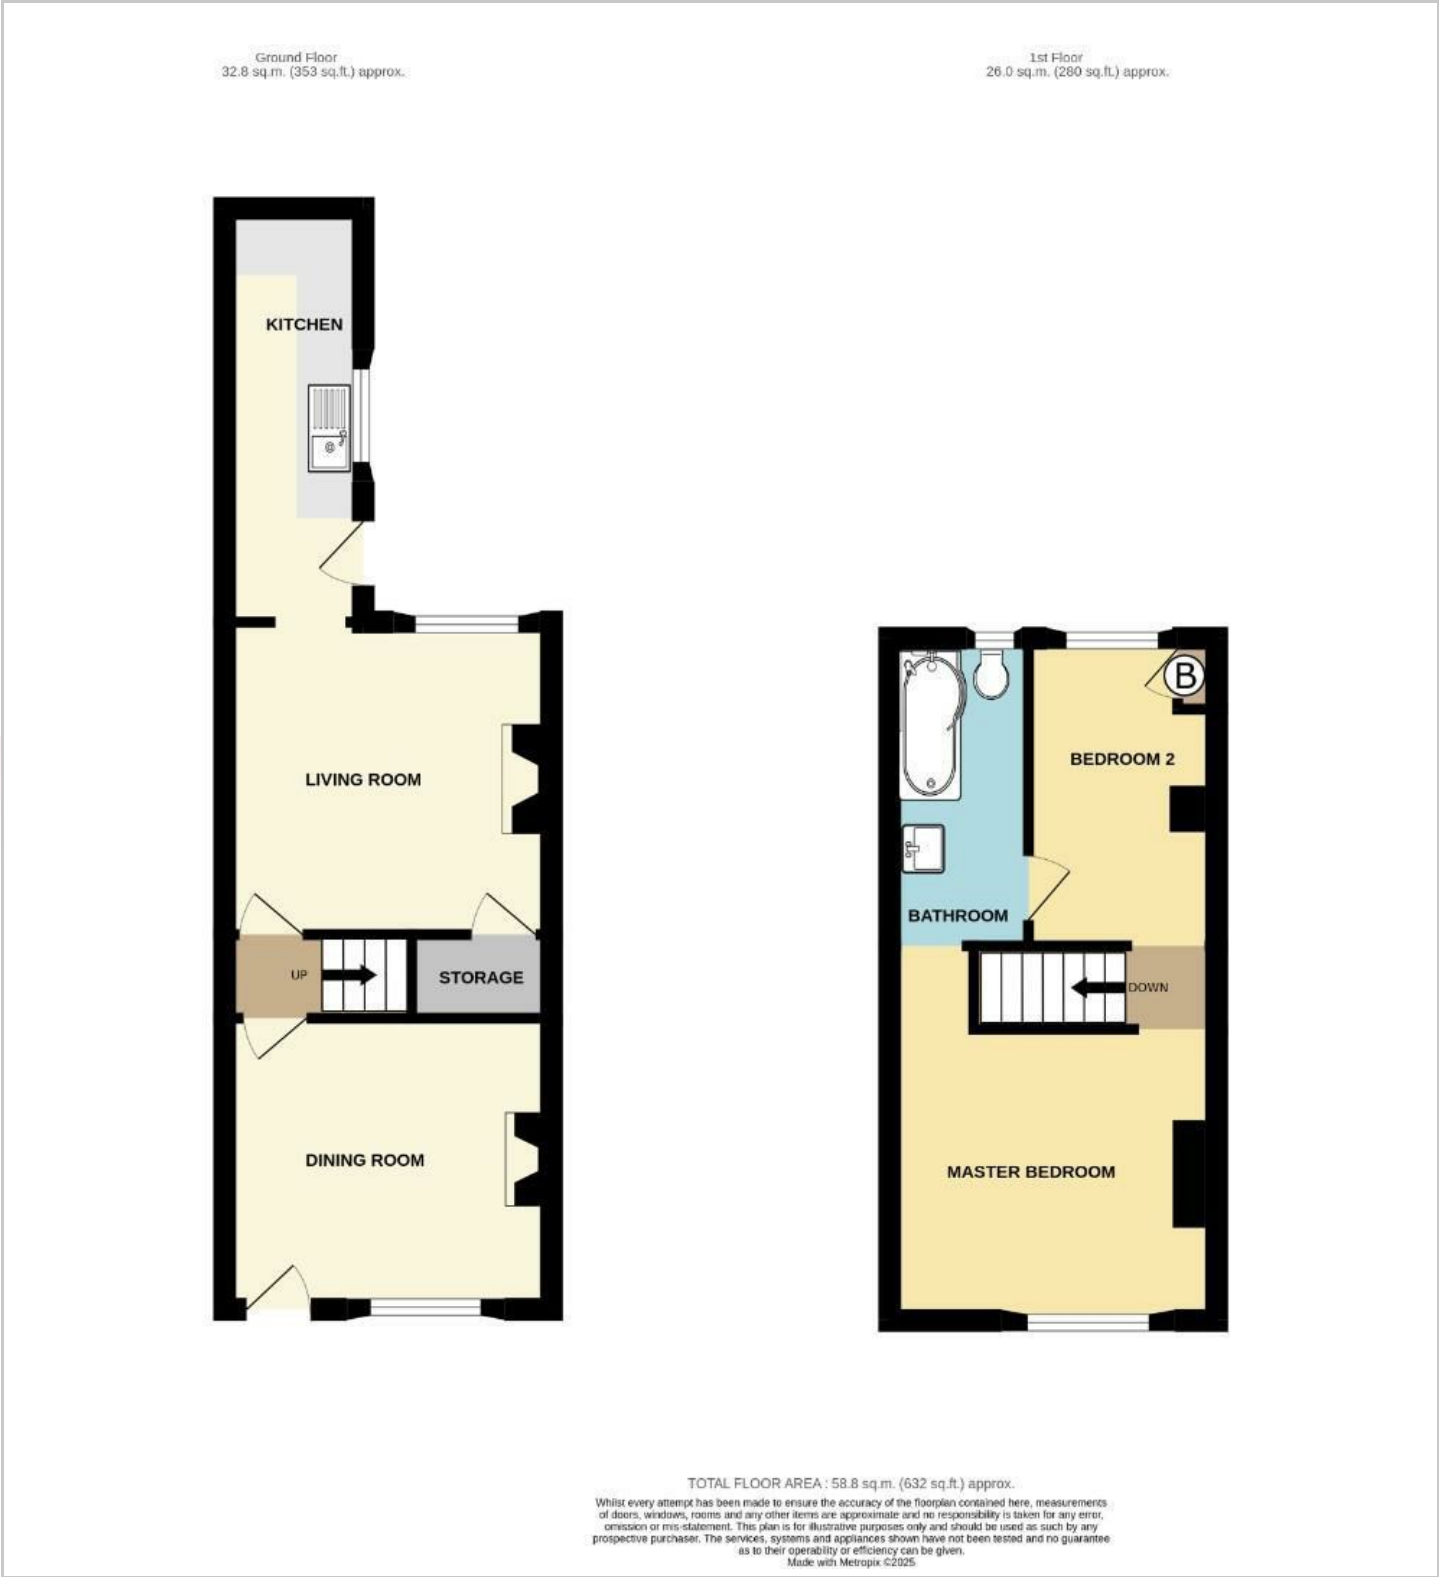 Ground Floor
32.8 sq.m. (353 sq.ft.) approx.
1st Floor
26.0 sq.m. (280 sq.ft.) approx.
KITCHEN
LIVING ROOM
UP
STORAGE
DINING ROOM
B
BEDROOM 2
BATHROOM
DOWN
MASTER BEDROOM
TOTAL FLOOR AREA : 58.8 sq.m. (632 sq.ft.) approx.
Whilst every attempt has been made to ensure the accuracy of the floorplan contained here, measurements
of doors, windows, rooms and any other items are approximate and no responsibility is taken for any error,
omission or mis-statement. This plan is for illustrative purposes only and should be used as such by any
prospective purchaser. The services, systems and appliances shown have not been tested and no guarantee
as to their operability or efficiency can be given.
Made with Metropix ©2025